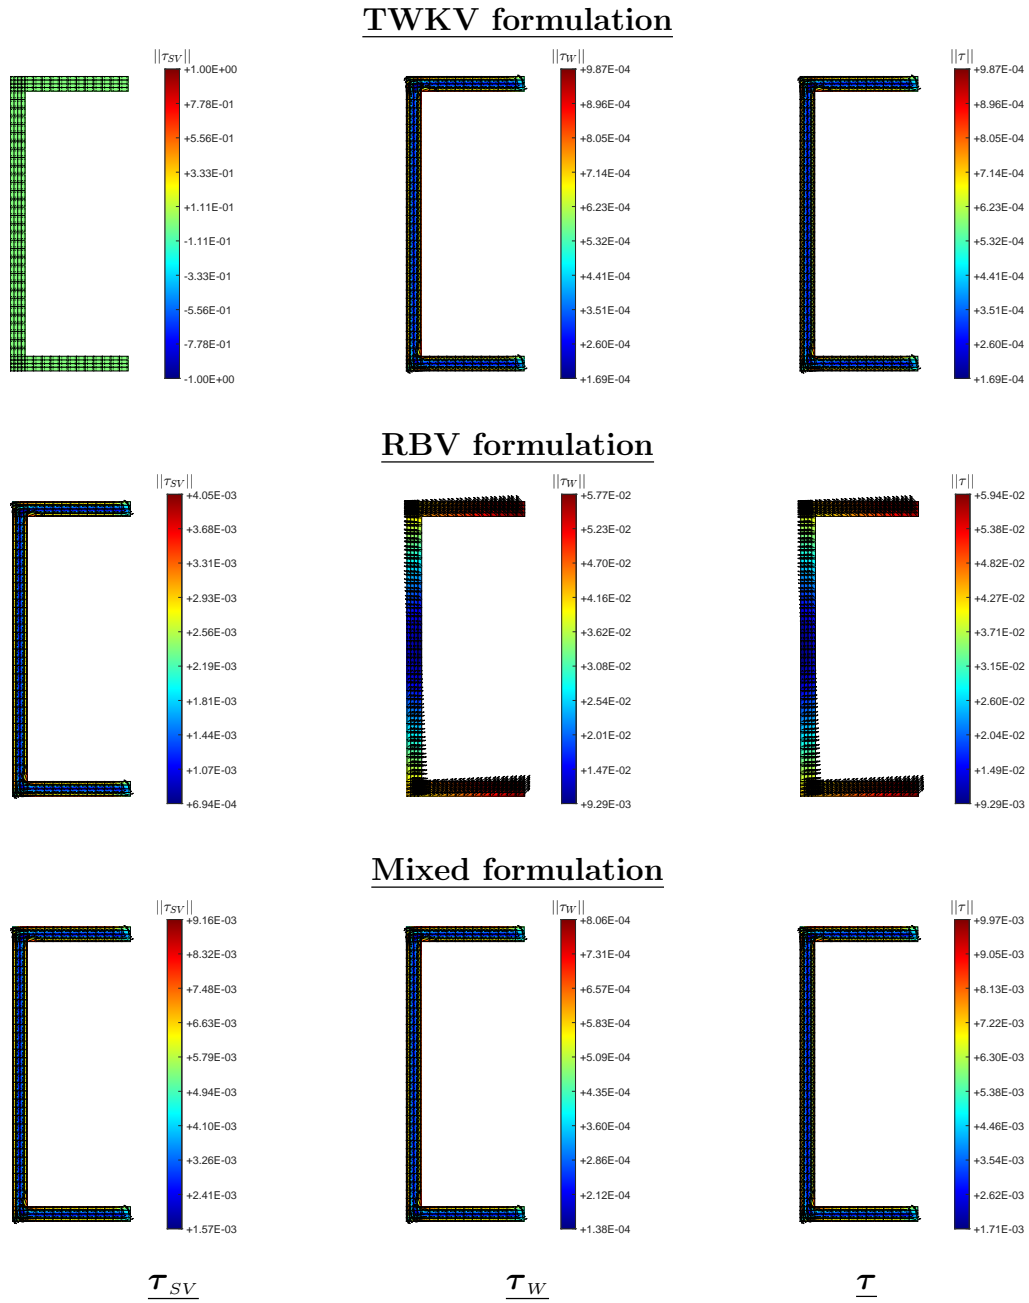 TWKV formulation
||τSV||
+1.00E+00
+7.78E-01
+5.56E-01
+3.33E-01
+1.11E-01
-1.11E-01
-3.33E-01
-5.56E-01
-7.78E-01
-1.00E+00
||τW||
+9.87E-04
+8.96E-04
+8.05E-04
+7.14E-04
+6.23E-04
+5.32E-04
+4.41E-04
+3.51E-04
+2.60E-04
+1.69E-04
||τ||
+9.87E-04
+8.96E-04
+8.05E-04
+7.14E-04
+6.23E-04
+5.32E-04
+4.41E-04
+3.51E-04
+2.60E-04
+1.69E-04
RBV formulation
||τSV||
+4.05E-03
+3.68E-03
+3.31E-03
+2.93E-03
+2.56E-03
+2.19E-03
+1.81E-03
+1.44E-03
+1.07E-03
+6.94E-04
||τW||
+5.77E-02
+5.23E-02
+4.70E-02
+4.16E-02
+3.62E-02
+3.08E-02
+2.54E-02
+2.01E-02
+1.47E-02
+9.29E-03
||τ||
+5.94E-02
+5.38E-02
+4.82E-02
+4.27E-02
+3.71E-02
+3.15E-02
+2.60E-02
+2.04E-02
+1.49E-02
+9.29E-03
Mixed formulation
||τSV||
+9.16E-03
+8.32E-03
+7.48E-03
+6.63E-03
+5.79E-03
+4.94E-03
+4.10E-03
+3.26E-03
+2.41E-03
+1.57E-03
||τW||
+8.06E-04
+7.31E-04
+6.57E-04
+5.83E-04
+5.09E-04
+4.35E-04
+3.60E-04
+2.86E-04
+2.12E-04
+1.38E-04
||τ||
+9.97E-03
+9.05E-03
+8.13E-03
+7.22E-03
+6.30E-03
+5.38E-03
+4.46E-03
+3.54E-03
+2.62E-03
+1.71E-03
τSV
τW
τ